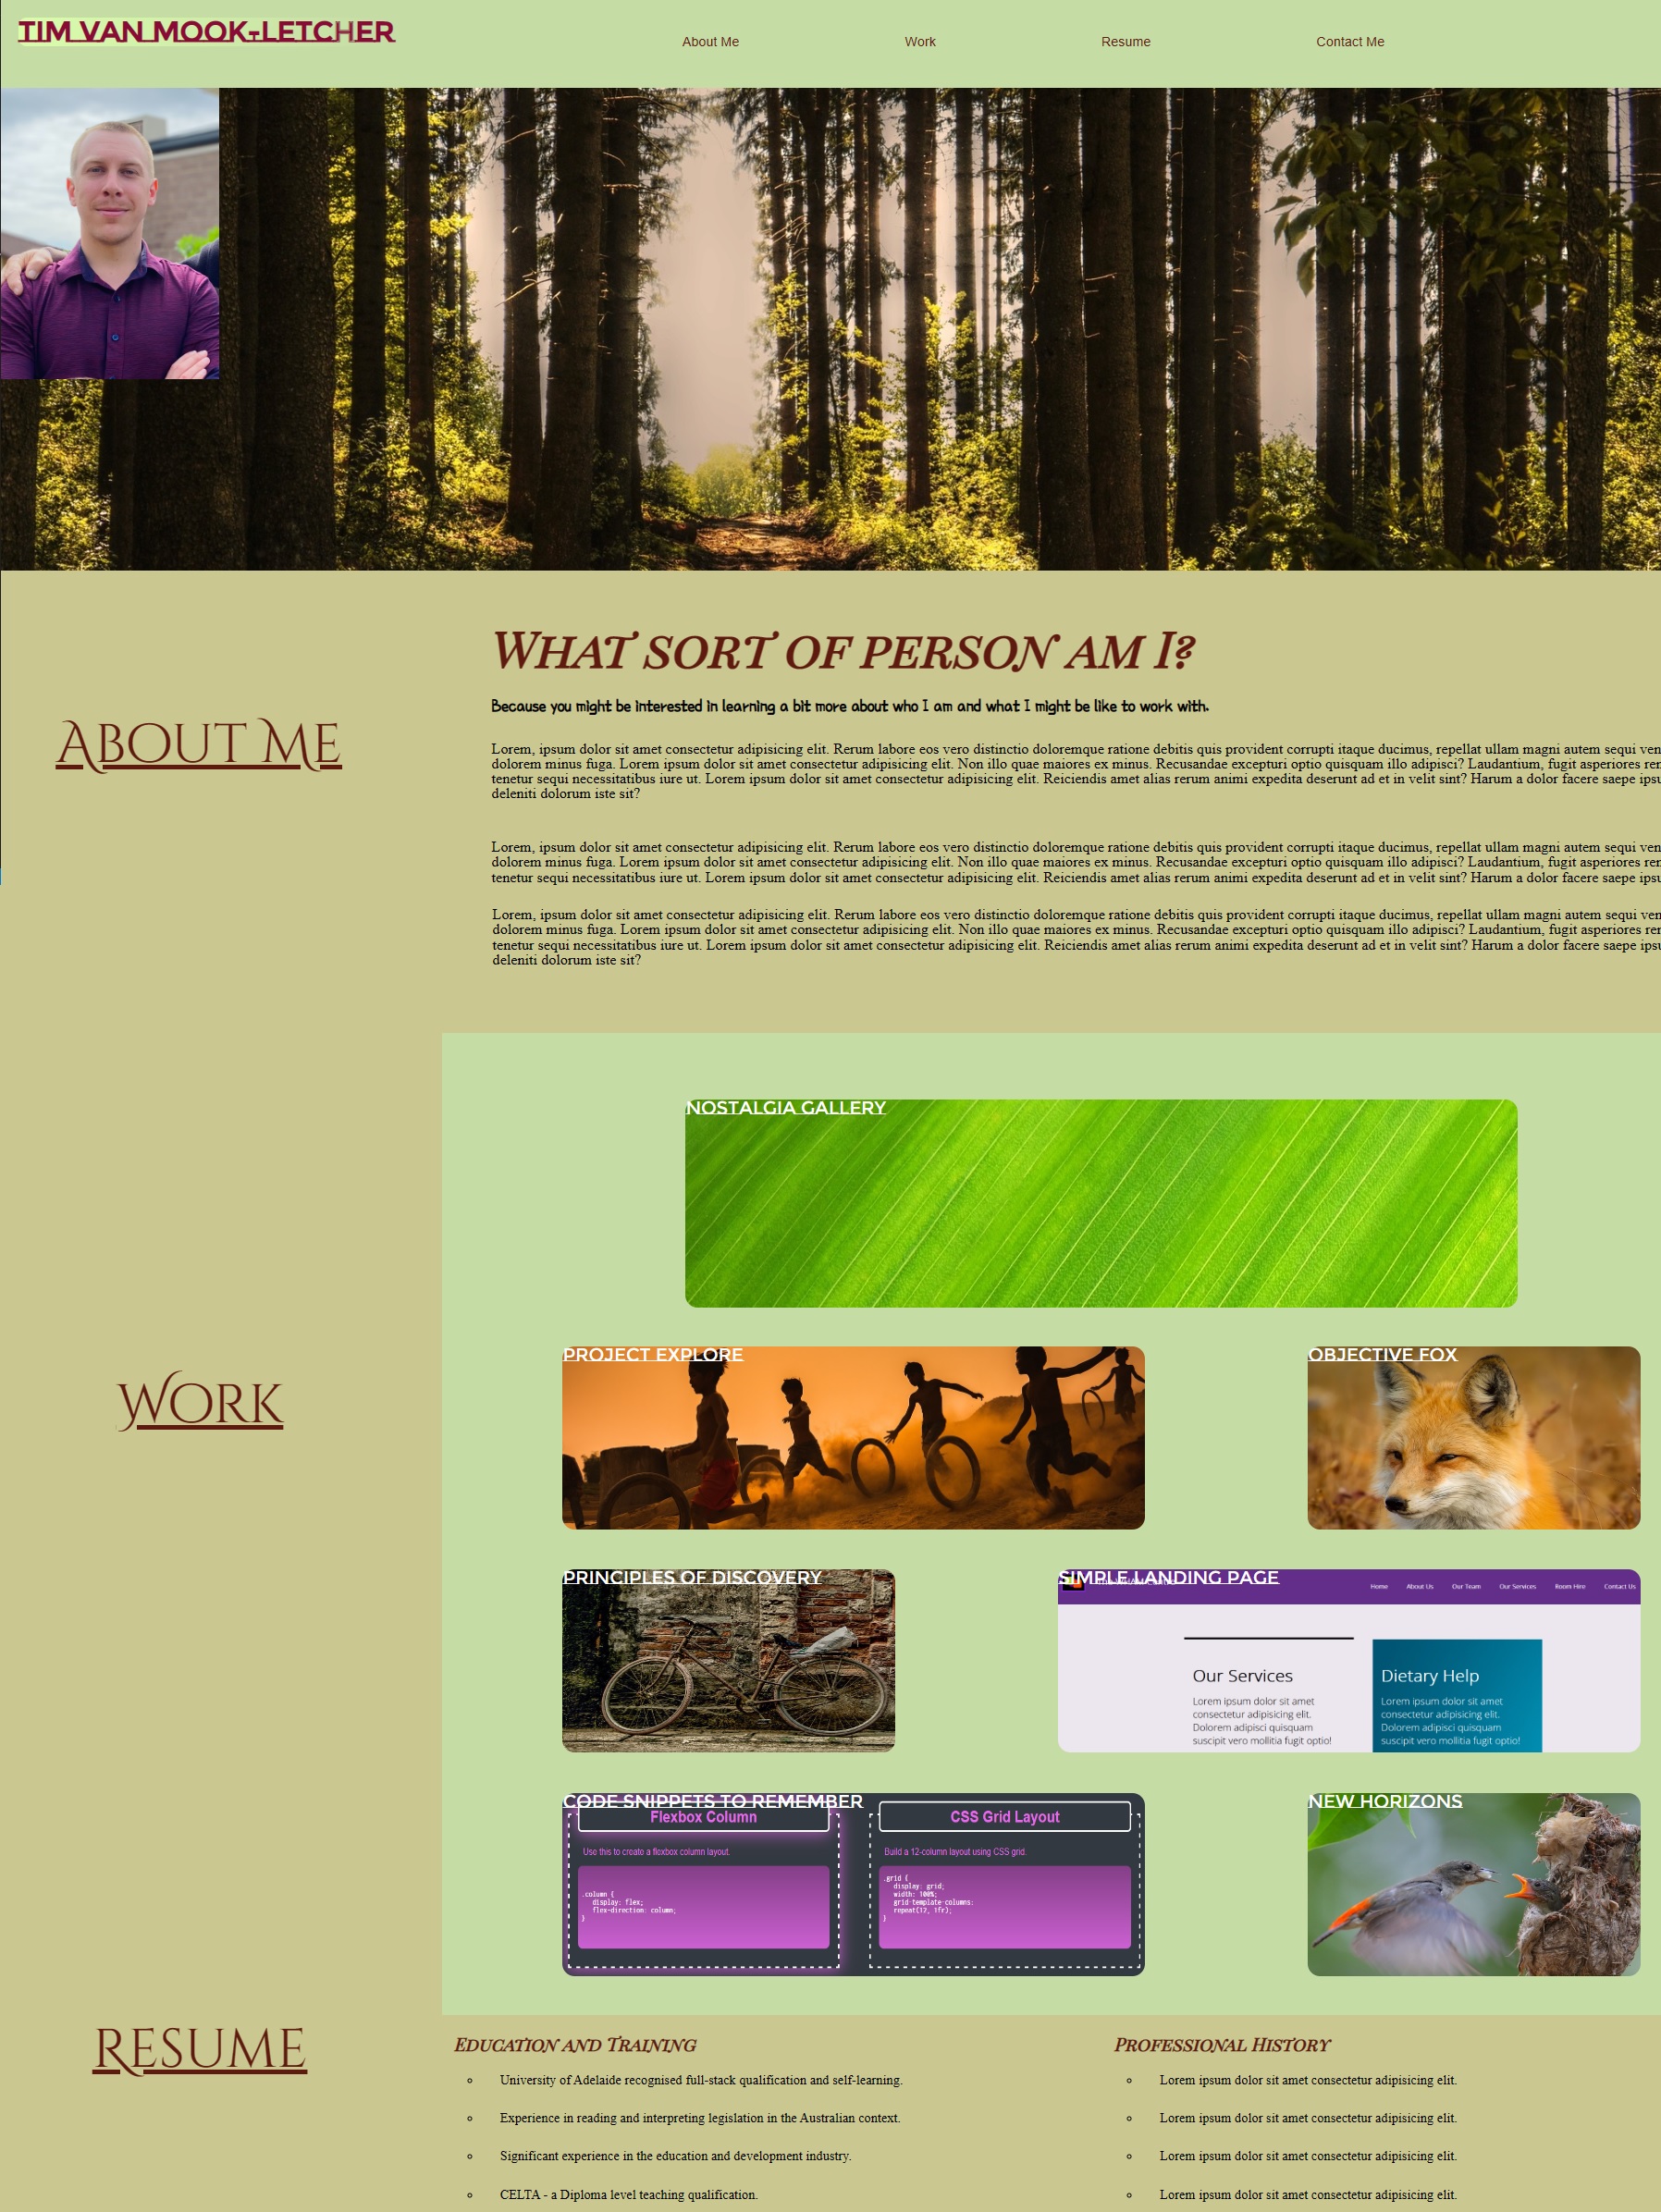 TIM VAN MOOK-LETCHER
About Me
Work
Resume
Contact Me
What sort of person am I?
Because you might be interested in learning a bit more about who I am and what I might be like to work with.
About Me
Lorem, ipsum dolor sit amet consectetur adipisicing elit. Rerum labore eos vero distinctio doloremque ratione debitis quis provident corrupti itaque ducimus, repellat ullam magni autem sequi ven
dolorem minus fuga. Lorem ipsum dolor sit amet consectetur adipisicing elit. Non illo quae maiores ex minus. Recusandae excepturi optio quisquam illo adipisci? Laudantium, fugit asperiores rem
tenetur sequi necessitatibus iure ut. Lorem ipsum dolor sit amet consectetur adipisicing elit. Reiciendis amet alias rerum animi expedita deserunt ad et in velit sint? Harum a dolor facere saepe ipsu
deleniti dolorum iste sit?
Lorem, ipsum dolor sit amet consectetur adipisicing elit. Rerum labore eos vero distinctio doloremque ratione debitis quis provident corrupti itaque ducimus, repellat ullam magni autem sequi ven
dolorem minus fuga. Lorem ipsum dolor sit amet consectetur adipisicing elit. Non illo quae maiores ex minus. Recusandae excepturi optio quisquam illo adipisci? Laudantium, fugit asperiores rem
tenetur sequi necessitatibus iure ut. Lorem ipsum dolor sit amet consectetur adipisicing elit. Reiciendis amet alias rerum animi expedita deserunt ad et in velit sint? Harum a dolor facere saepe ipsu
Lorem, ipsum dolor sit amet consectetur adipisicing elit. Rerum labore eos vero distinctio doloremque ratione debitis quis provident corrupti itaque ducimus, repellat ullam magni autem sequi ven
dolorem minus fuga. Lorem ipsum dolor sit amet consectetur adipisicing elit. Non illo quae maiores ex minus. Recusandae excepturi optio quisquam illo adipisci? Laudantium, fugit asperiores ren
tenetur sequi necessitatibus iure ut. Lorem ipsum dolor sit amet consectetur adipisicing elit. Reiciendis amet alias rerum animi expedita deserunt ad et in velit sint? Harum a dolor facere saepe ipsu
deleniti dolorum iste sit?
Work
NOSTALGIA GALLERY
PROJECT EXPLORE
OBJECTIVE FOX
PRINCIPLES OF DISCOVERY
SIMPLE LANDING PAGE
Home
About Us
Our Team
Our Services
Room Hire
Contact Us
Our Services
Lorem ipsum dolor sit amet
consectetur adipisicing elit.
Dolorem adipisci quisquam
suscipit vero mollitia fugit optio!
Dietary Help
Lorem ipsum dolor sit amet
consectetur adipisicing elit.
Dolorem adipisci quisquam
suscipit vero mollitia fugit optio!
CODE SNIPPETS TO REMEMBER
Flexbox Column
Use this to create a flexbox column layout.
.column {
display: flex;
flex-direction: column;
}
CSS Grid Layout
Build a 12-column layout using CSS grid.
.grid {
display: grid;
width: 100%;
grid-template-columns:
repeat(12, 1fr);
}
NEW HORIZONS
Resume
Education and Training
University of Adelaide recognised full-stack qualification and self-learning.
Experience in reading and interpreting legislation in the Australian context.
Significant experience in the education and development industry.
CELTA - a Diploma level teaching qualification.
Professional History
Lorem ipsum dolor sit amet consectetur adipisicing elit.
Lorem ipsum dolor sit amet consectetur adipisicing elit.
Lorem ipsum dolor sit amet consectetur adipisicing elit.
Lorem ipsum dolor sit amet consectetur adipisicing elit.